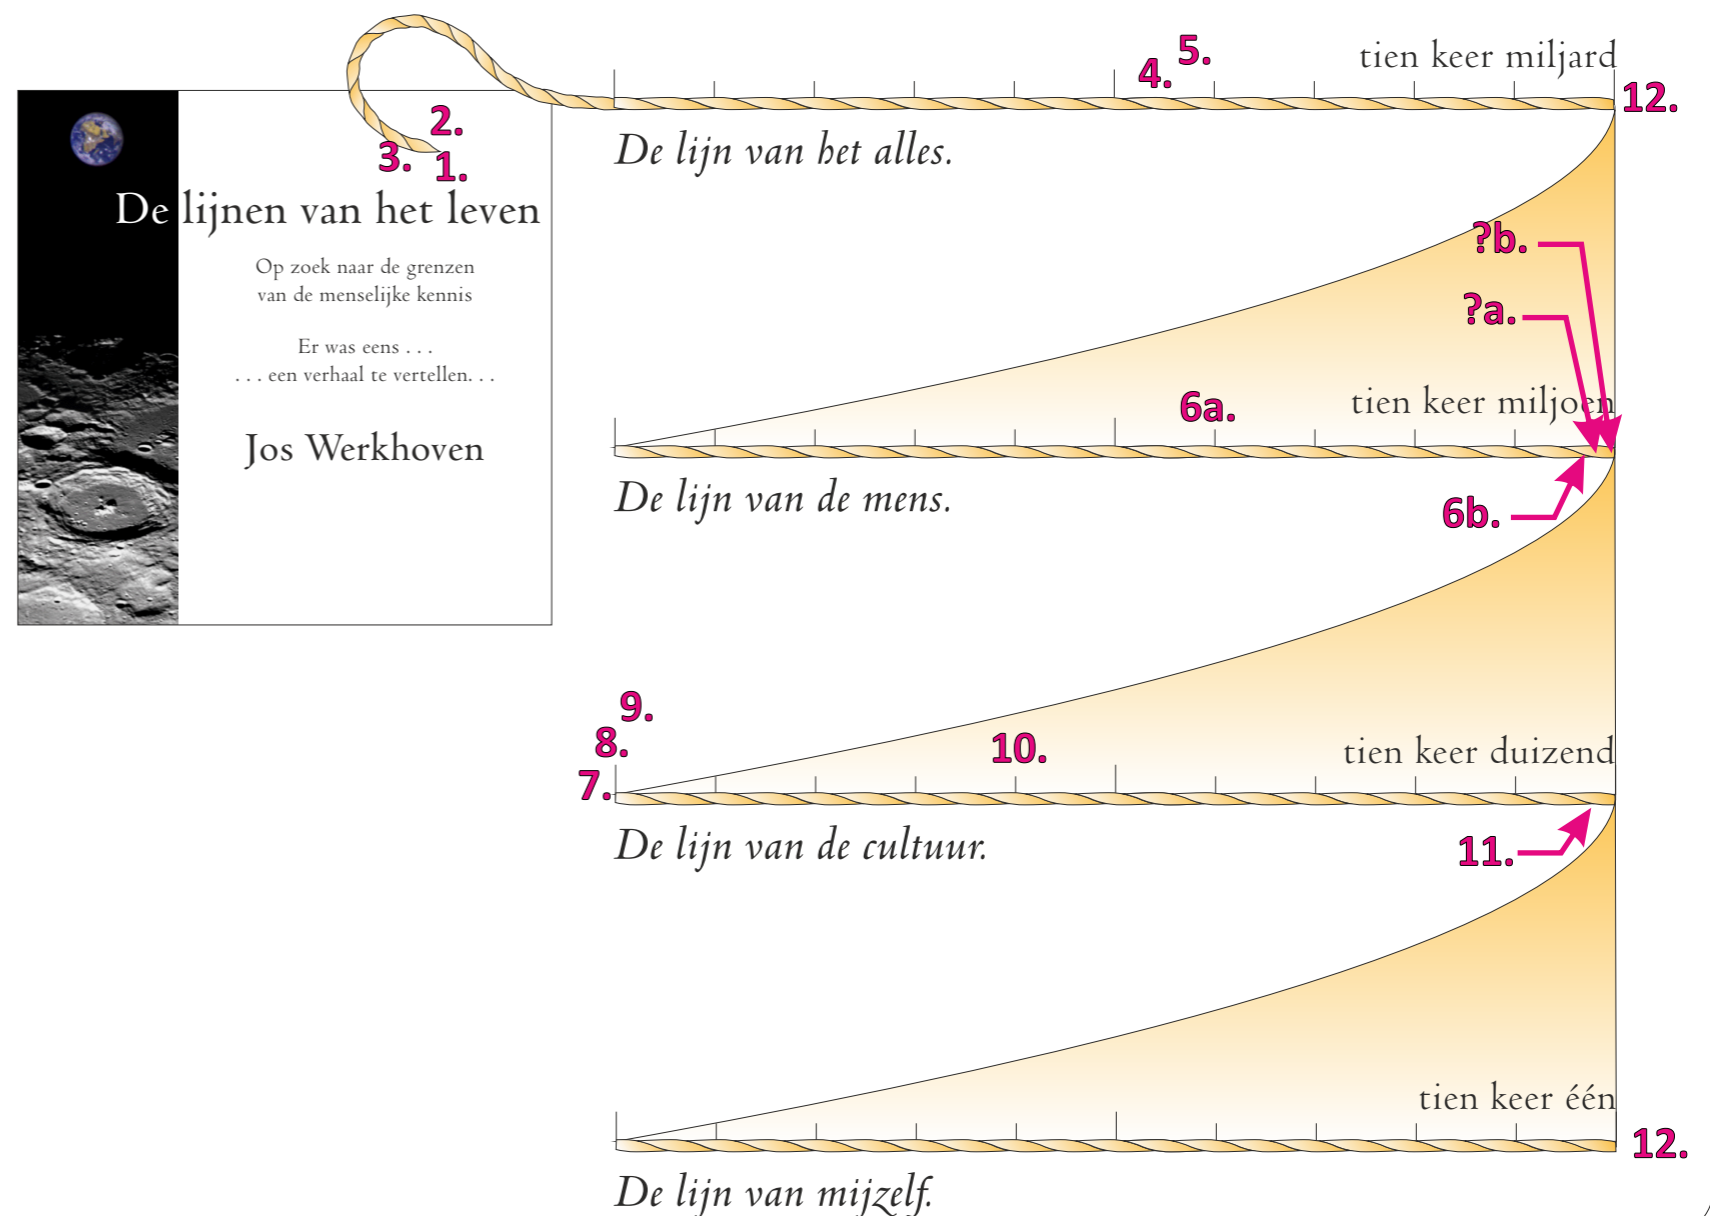 2.
3.
1.
De lijnen van het leven
Op zoek naar de grenzen
van de menselijke kennis
Er was eens . . .
. . . een verhaal te vertellen. . .
Jos Werkhoven
4.
5.
tien keer miljard
12.
De lijn van het alles.
?b.
?a.
6a.
tien keer miljoen
De lijn van de mens.
6b.
9.
8.
7.
10.
tien keer duizend
De lijn van de cultuur.
11.
tien keer één
12.
De lijn van mijzelf.